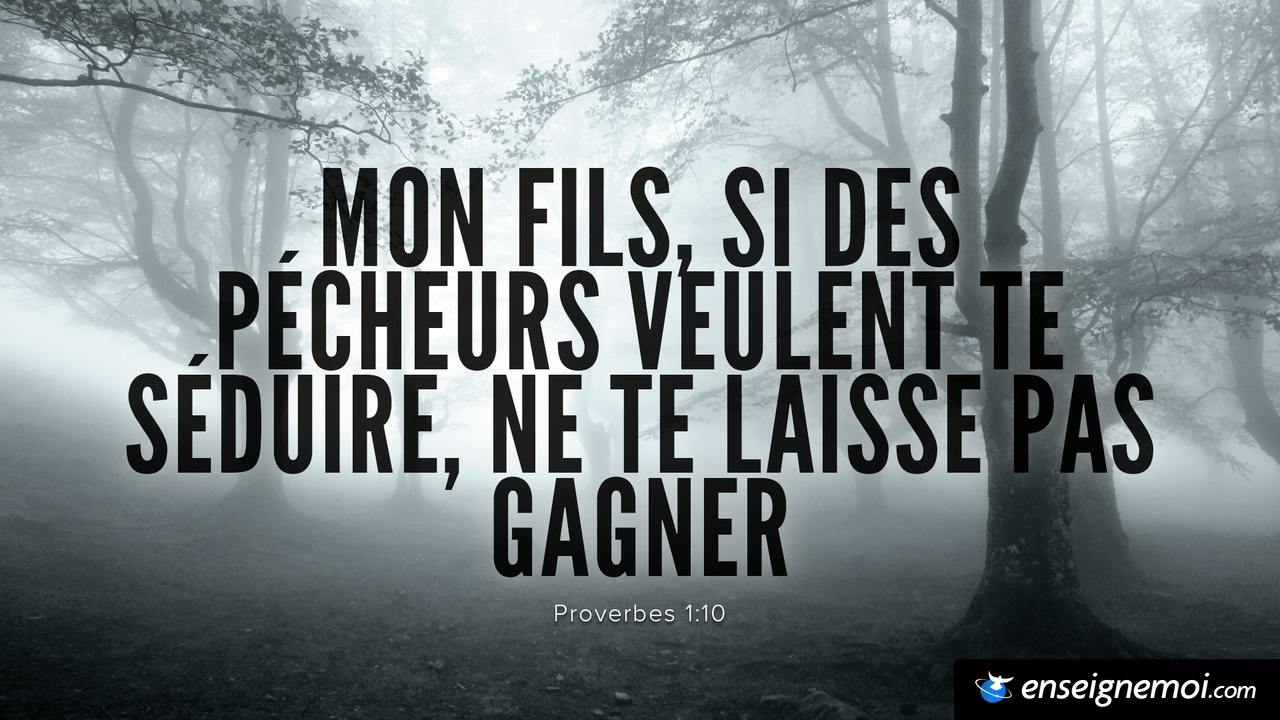 MON FILS, SI DES
PÉCHEURS VEULENT TE
SÉDUIRE, NE TE LAISSE PAS
GAGNER
Proverbes 1:10
enseignemoi.com